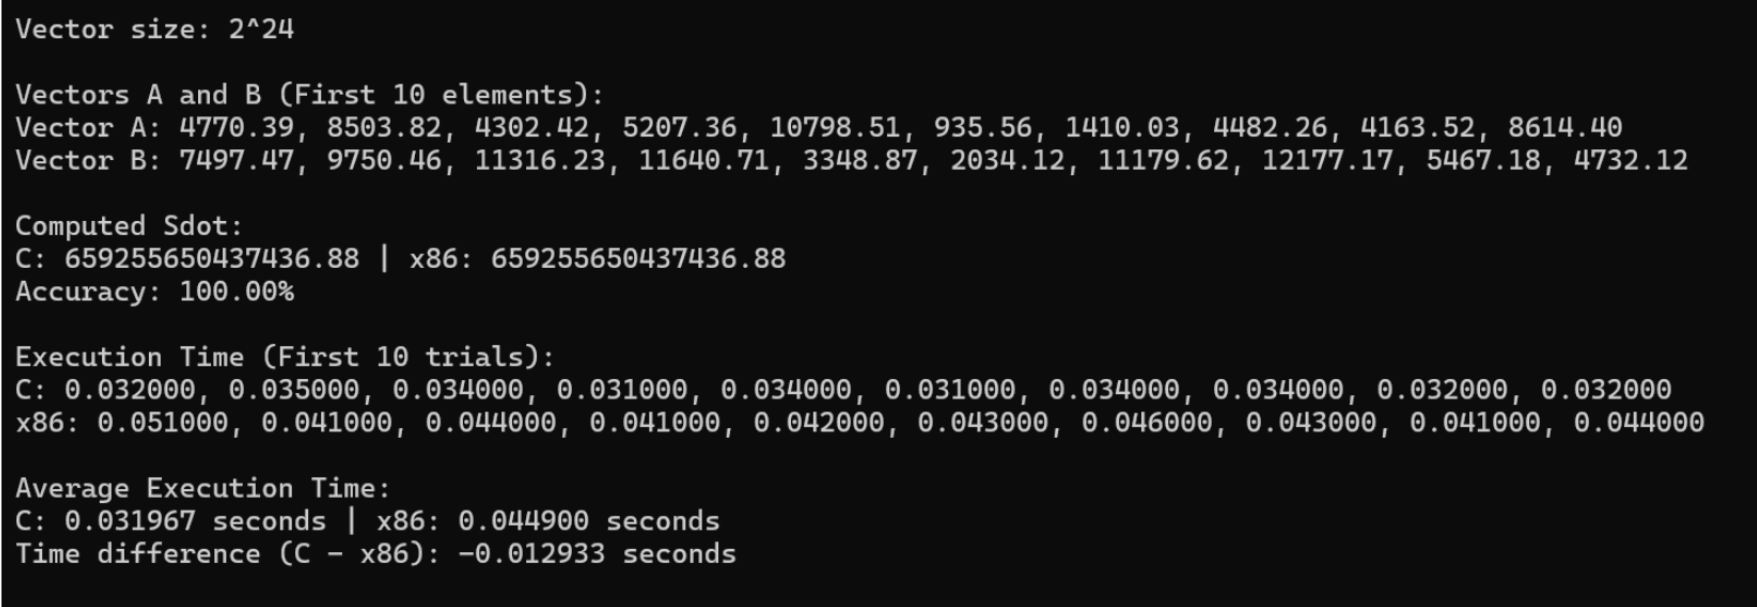 Vector size: 2^24
Vectors A and B (First 10 elements):
Vector A: 4770.39, 8503.82, 4302.42, 5207.36, 10798.51, 935.56, 1410.03, 4482.26, 4163.52, 8614.40
Vector B: 7497.47, 9750.46, 11316.23, 11640.71, 3348.87, 2034.12, 11179.62, 12177.17, 5467.18, 4732.12
Computed Sdot:
C: 659255650437436.88 | x86: 659255650437436.88
Accuracy: 100.00%
Execution Time (First 10 trials):
C: 0.032000, 0.035000, 0.034000, 0.031000, 0.034000, 0.031000, 0.034000, 0.034000, 0.032000, 0.032000
x86: 0.051000, 0.041000, 0.044000, 0.041000, 0.042000, 0.043000, 0.046000, 0.043000, 0.041000, 0.044000
Average Execution Time:
C: 0.031967 seconds | x86: 0.044900 seconds
Time difference (C - x86): -0.012933 seconds